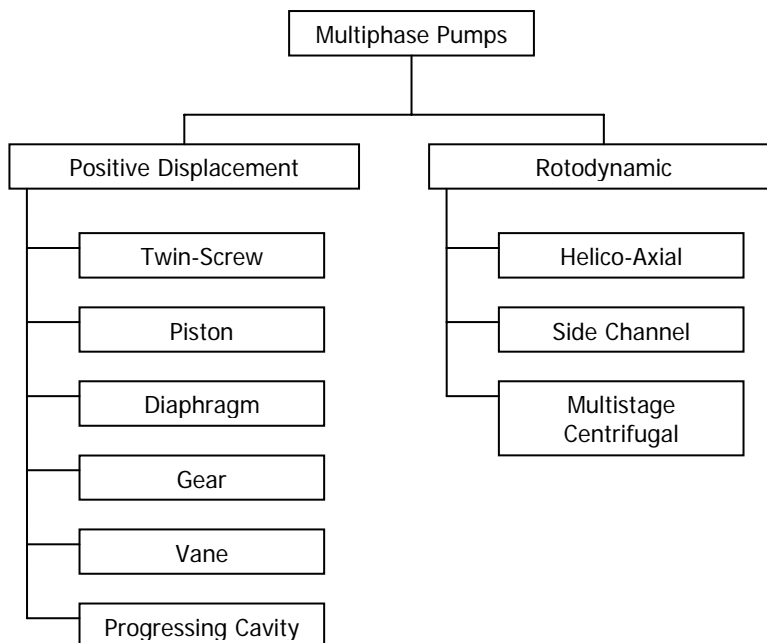 Multiphase Pumps
Positive Displacement
Rotodynamic
Twin-Screw
Piston
Diaphragm
Gear
Vane
Progressing Cavity
Helico-Axial
Side Channel
Multistage
Centrifugal